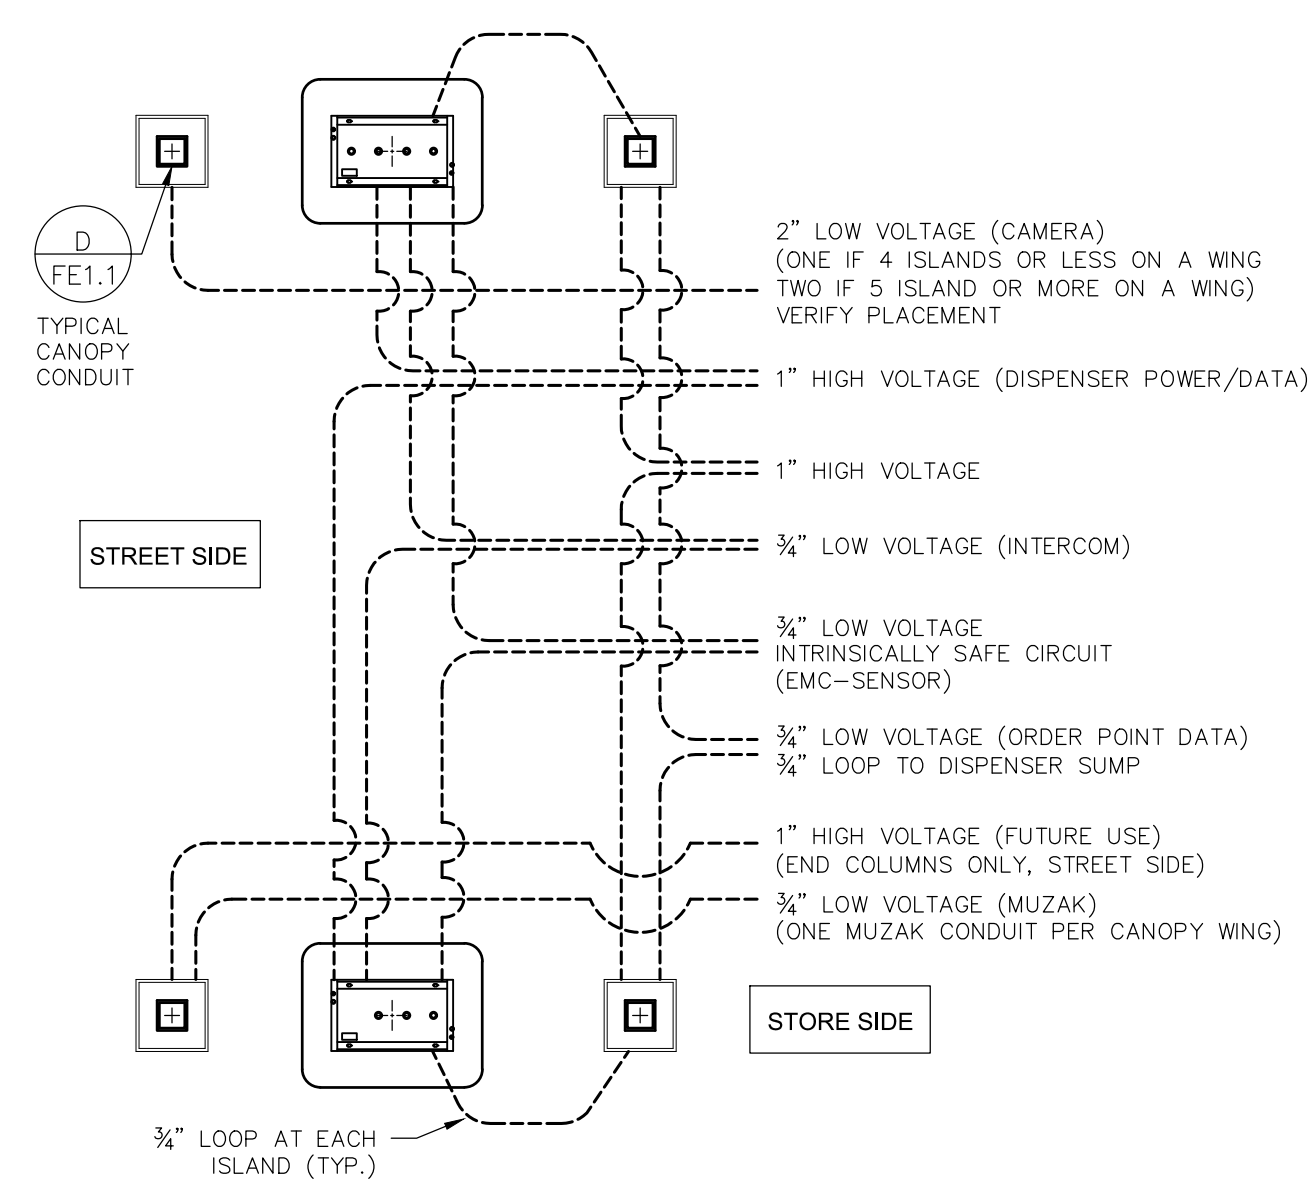 2” LOW VOLTAGE (CAMERA)
(ONE IF 4 ISLANDS OR LESS ON A WING
TWO IF 5 ISLAND OR MORE ON A WING)
VERIFY PLACEMENT
D
FE1.1
TYPICAL
CANOPY
CONDUIT
1” HIGH VOLTAGE (DISPENSER POWER/DATA)
1” HIGH VOLTAGE
STREET SIDE
¾” LOW VOLTAGE (INTERCOM)
¾” LOW VOLTAGE
INTRINSICALLY SAFE CIRCUIT
(EMC–SENSOR)
¾” LOW VOLTAGE (ORDER POINT DATA)
¾” LOOP TO DISPENSER SUMP
1” HIGH VOLTAGE (FUTURE USE)
(END COLUMNS ONLY, STREET SIDE)
¾” LOW VOLTAGE (MUZAK)
(ONE MUZAK CONDUIT PER CANOPY WING)
STORE SIDE
¾” LOOP AT EACH
ISLAND (TYP.)